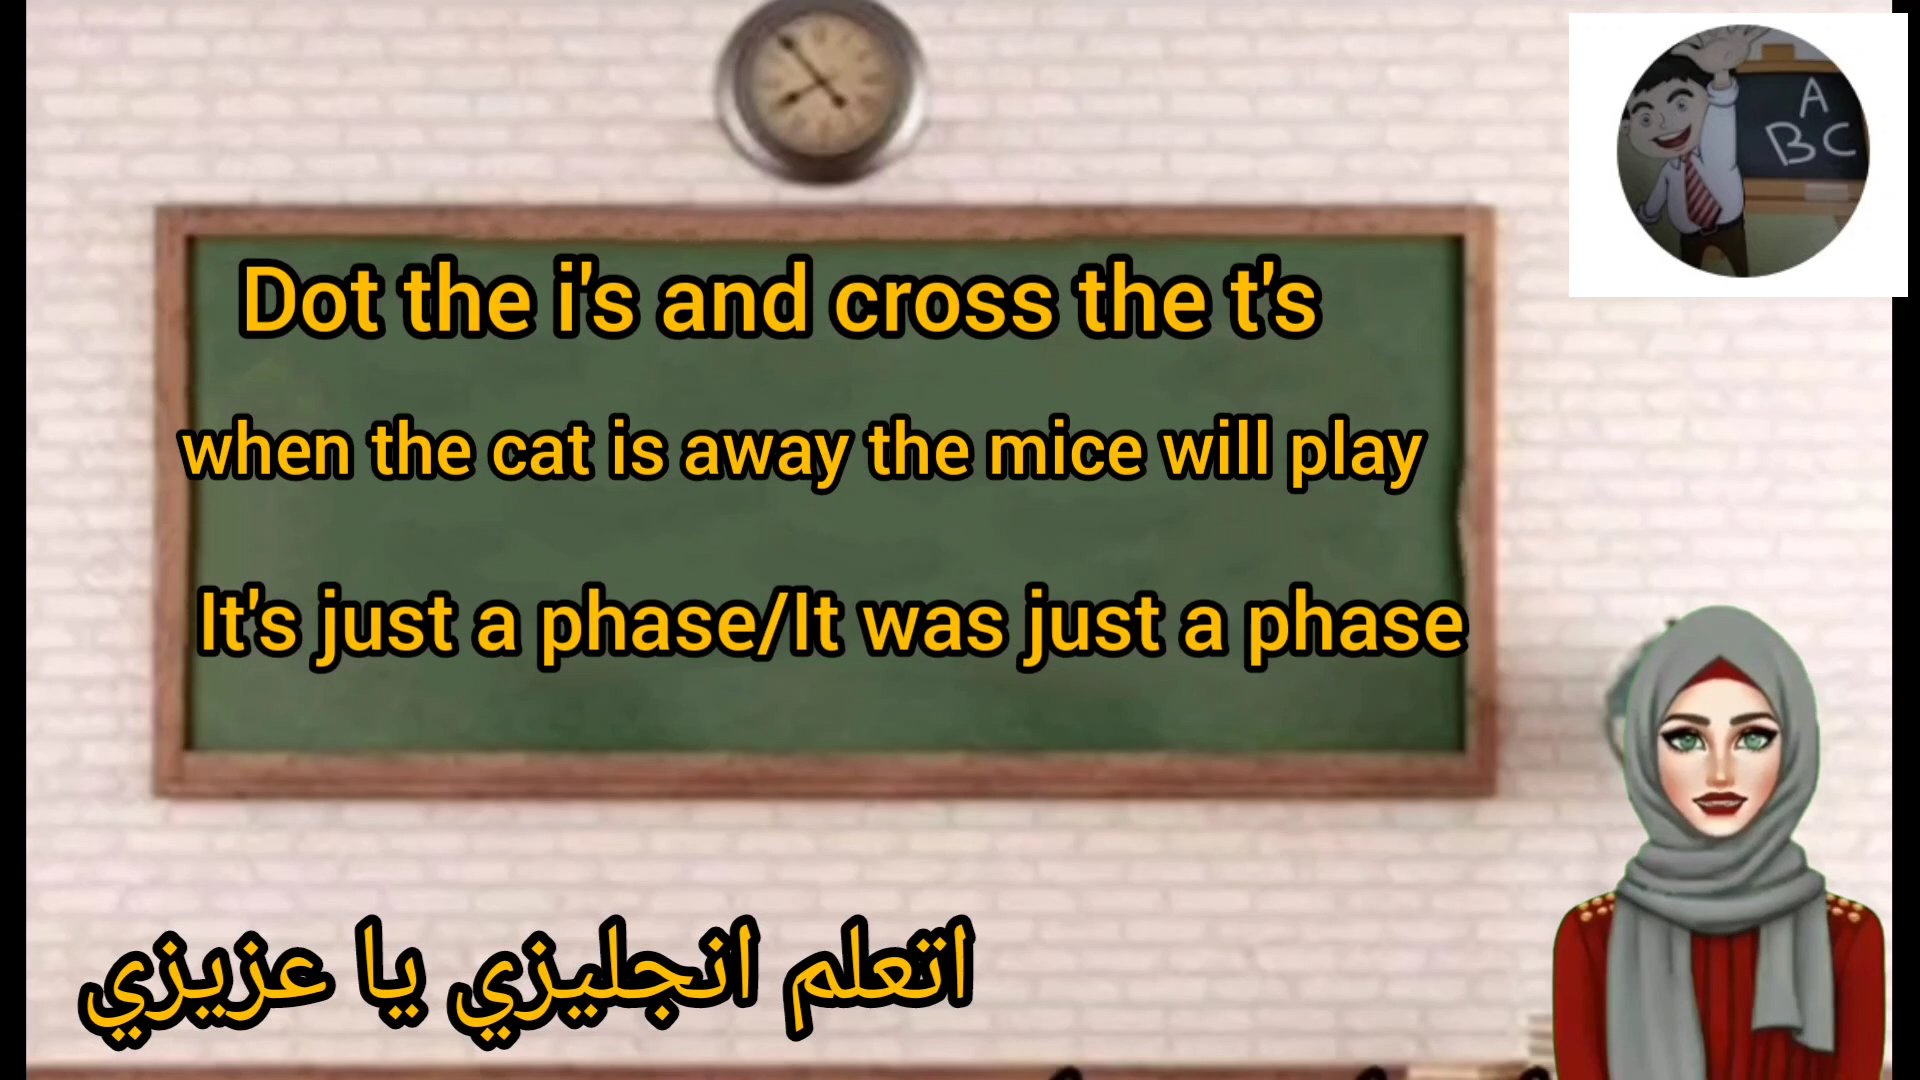 A
BC
Dot the i's and cross the t's
when the cat is away the mice will play
It's just a phase/It was just a phase
اتعلم انجليزي يا عزيزي